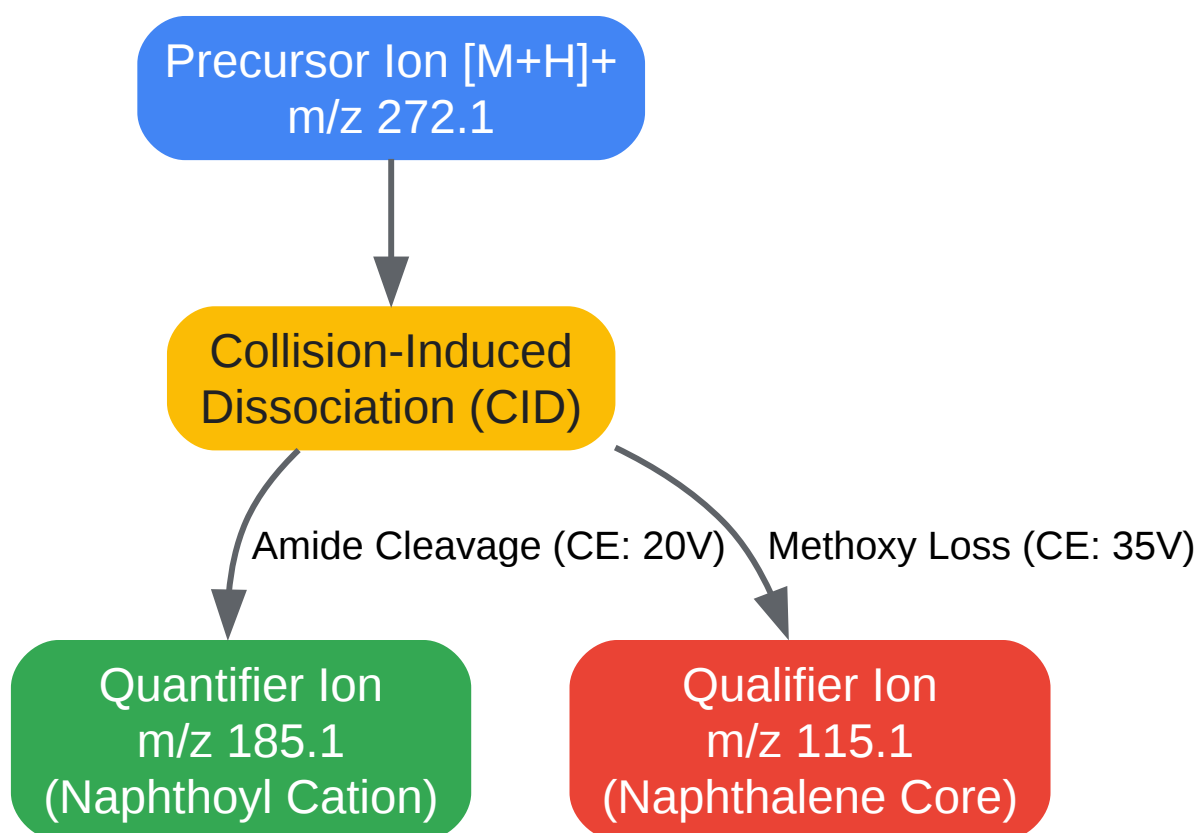 Precursor Ion [M+H]+
m/z 272.1
Collision-Induced
Dissociation (CID)
Amide Cleavage (CE: 20V)
Methoxy Loss (CE: 35V)
Quantifier Ion
m/z 185.1
(Naphthoyl Cation)
Qualifier Ion
m/z 115.1
(Naphthalene Core)